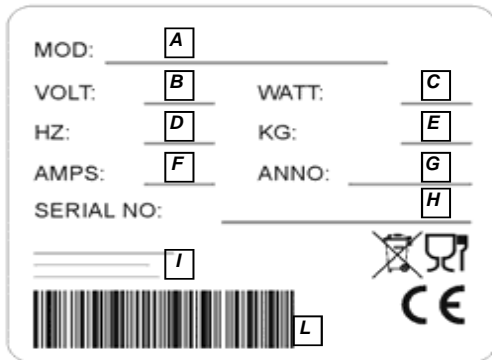 MOD: A
VOLT: B WATT: C
HZ: D KG: E
AMPS: F ANNO: G
SERIAL NO: H
I
L
CE